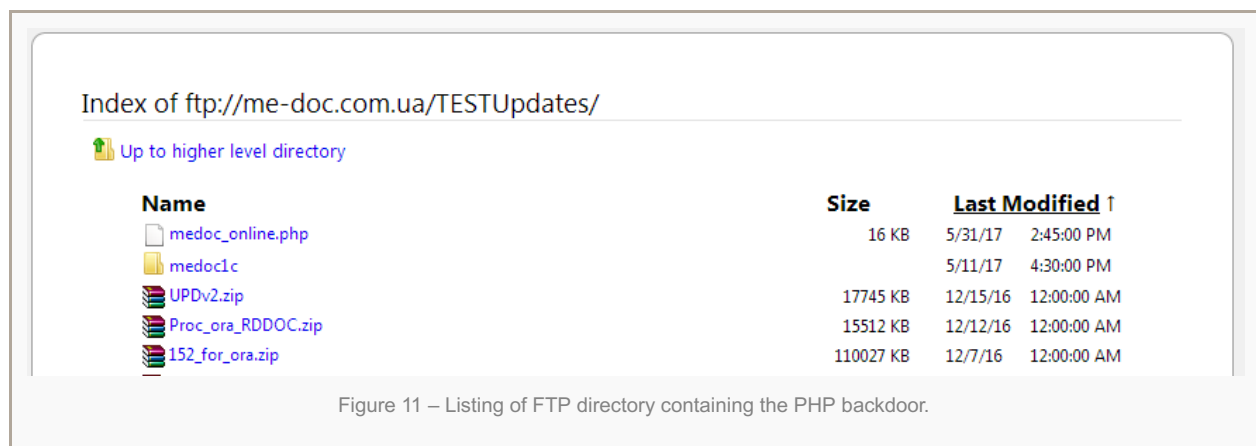 Index of ftp://me-doc.com.ua/TESTUpdates/
Up to higher level directory
Name Size Last Modified ↑
medoc_online.php 16 KB 5/31/17 2:45:00 PM
medoc1c 5/11/17 4:30:00 PM
UPDv2.zip 17745 KB 12/15/16 12:00:00 AM
Proc_ora_RDDOC.zip 15512 KB 12/12/16 12:00:00 AM
152_for_ora.zip 110027 KB 12/7/16 12:00:00 AM
Figure 11 – Listing of FTP directory containing the PHP backdoor.